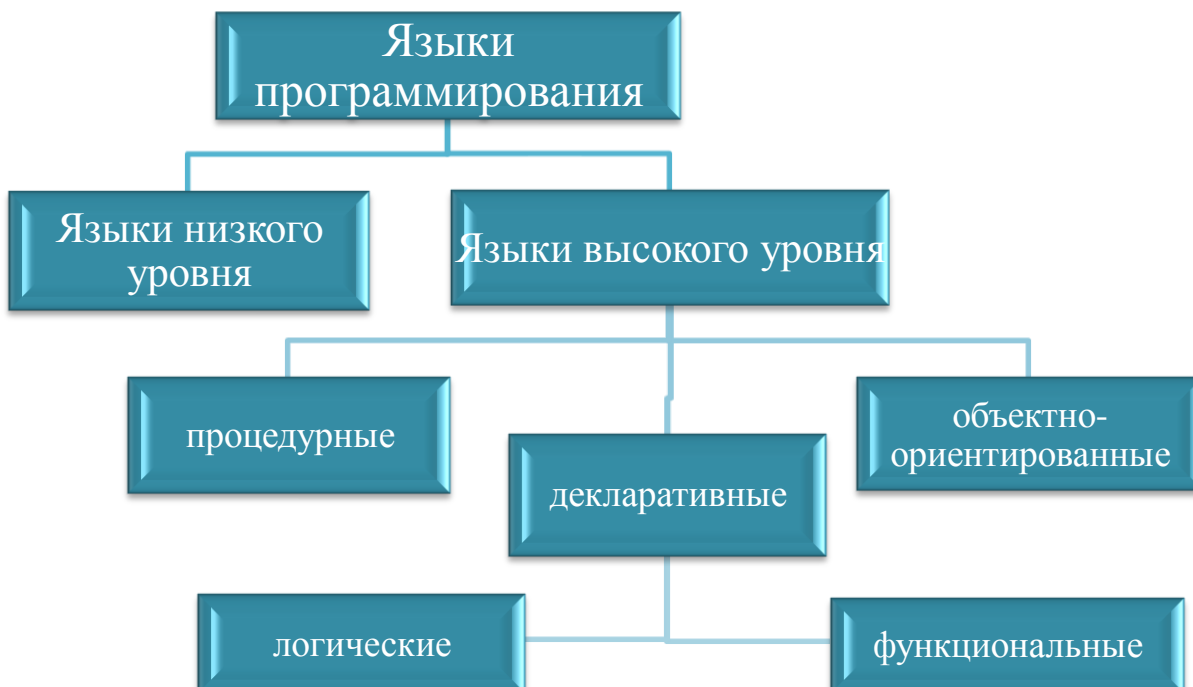 Языки
программирования
Языки низкого
уровня
Языки высокого уровня
процедурные
объектно-
ориентированные
декларативные
логические
функциональные